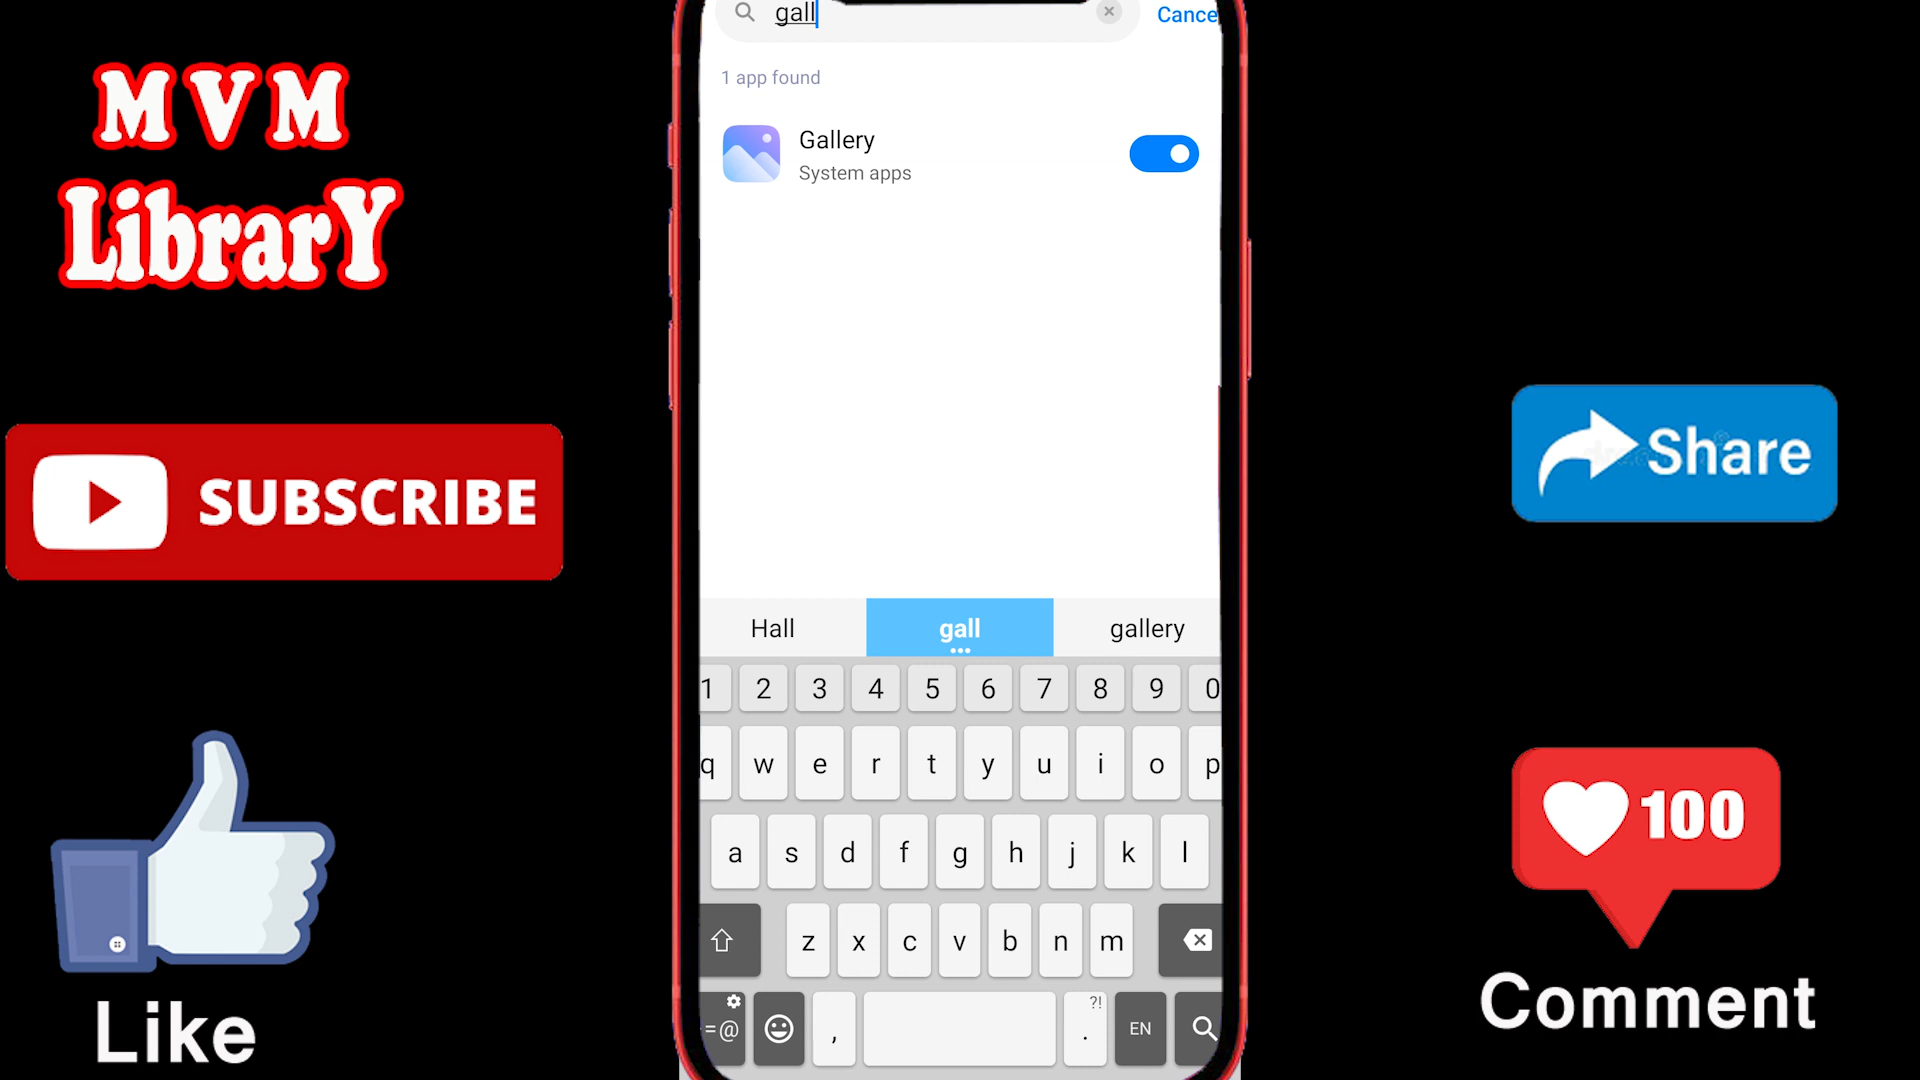 M V M
LibrarY
SUBSCRIBE
Like
gall
Cance
1 app found
Gallery
System apps
Hall gall gallery
1 2 3 4 5 6 7 8 9 0
q w e r t y u i o p
a s d f g h j k l
z x c v b n m
=@ , . ?! EN
Share
100
Comment